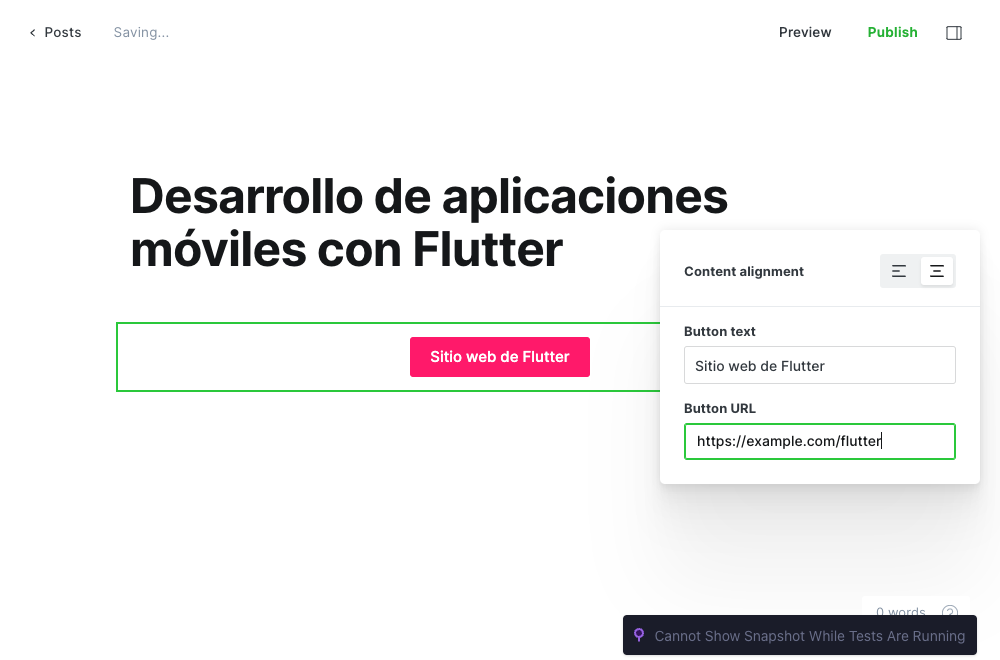 Posts
Saving...
Preview
Publish
Desarrollo de aplicaciones
móviles con Flutter
Content alignment
Sitio web de Flutter
Button text
Sitio web de Flutter
Button URL
https://example.com/flutter
0 words
Cannot Show Snapshot While Tests Are Running